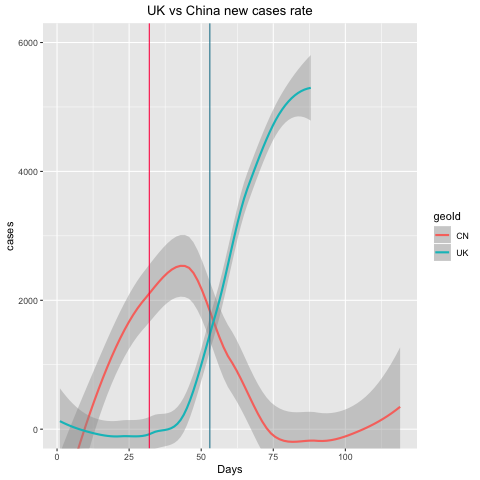 UK vs China new cases rate
6000
4000
2000
0
cases
0 25 50 75 100
Days
geoId
CN
UK